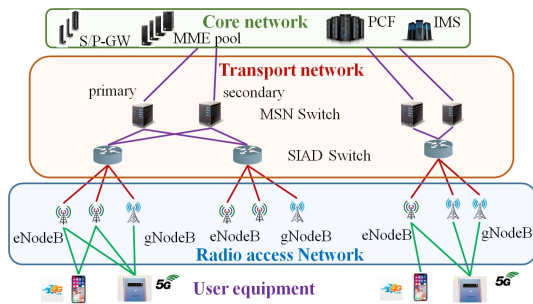 Core network
S/P-GW
MME pool
PCF
IMS
Transport network
primary
secondary
MSN Switch
SIAD Switch
eNodeB
gNodeB
eNodeB
gNodeB
eNodeB
gNodeB
Radio access Network
5G
5G
User equipment